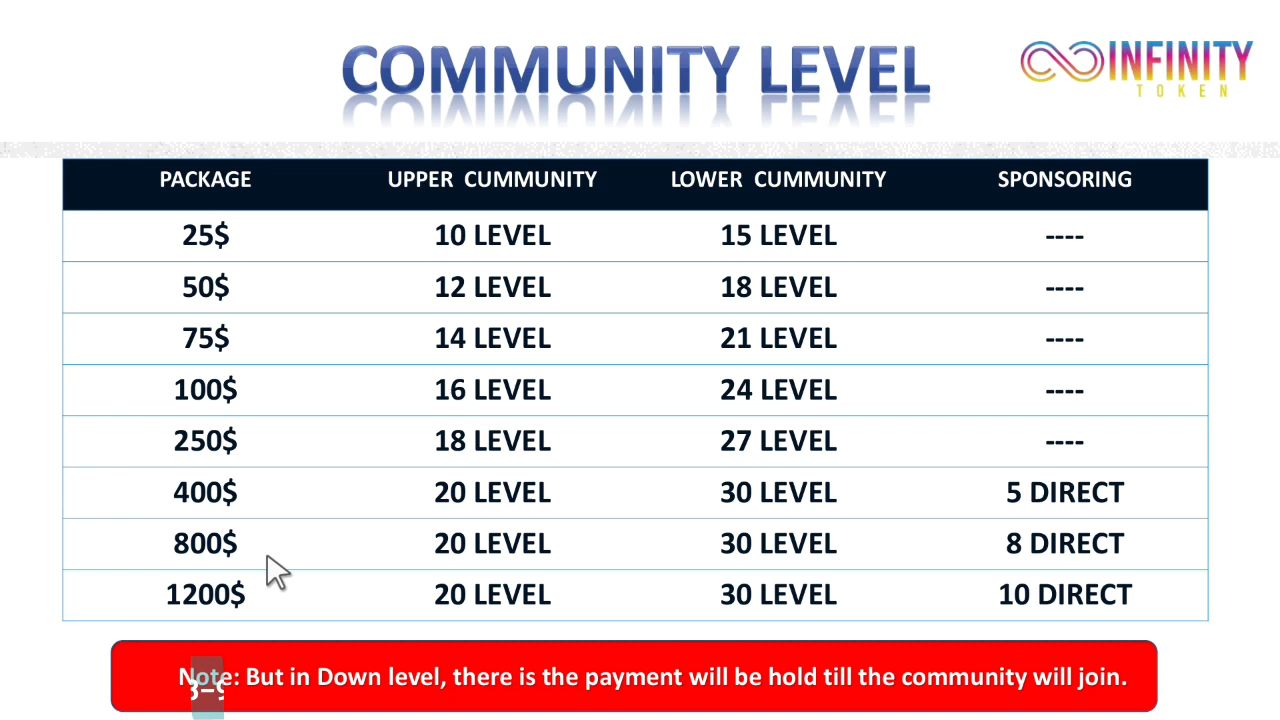 COMMUNITY LEVEL
INFINITY
TOKEN
PACKAGE UPPER CUMMUNITY LOWER CUMMUNITY SPONSORING
25$ 10 LEVEL 15 LEVEL ----
50$ 12 LEVEL 18 LEVEL ----
75$ 14 LEVEL 21 LEVEL ----
100$ 16 LEVEL 24 LEVEL ----
250$ 18 LEVEL 27 LEVEL ----
400$ 20 LEVEL 30 LEVEL 5 DIRECT
800$ 20 LEVEL 30 LEVEL 8 DIRECT
1200$ 20 LEVEL 30 LEVEL 10 DIRECT
Note: But in Down level, there is the payment will be hold till the community will join.